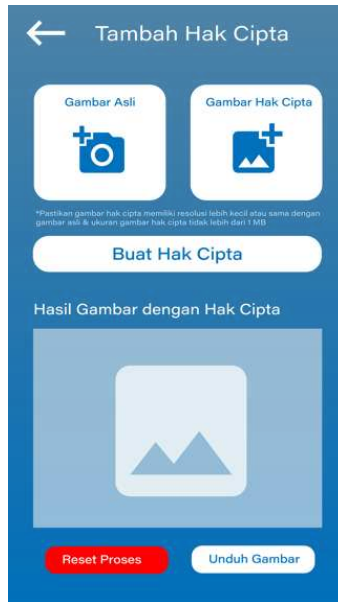 Tambah Hak Cipta
Gambar Asli
Gambar Hak Cipta
*Pastikan gambar hak cipta memiliki resolusi lebih kecil atau sama dengan
gambar asli & ukuran gambar hak cipta tidak lebih dari 1 MB
Buat Hak Cipta
Hasil Gambar dengan Hak Cipta
Reset Proses
Unduh Gambar